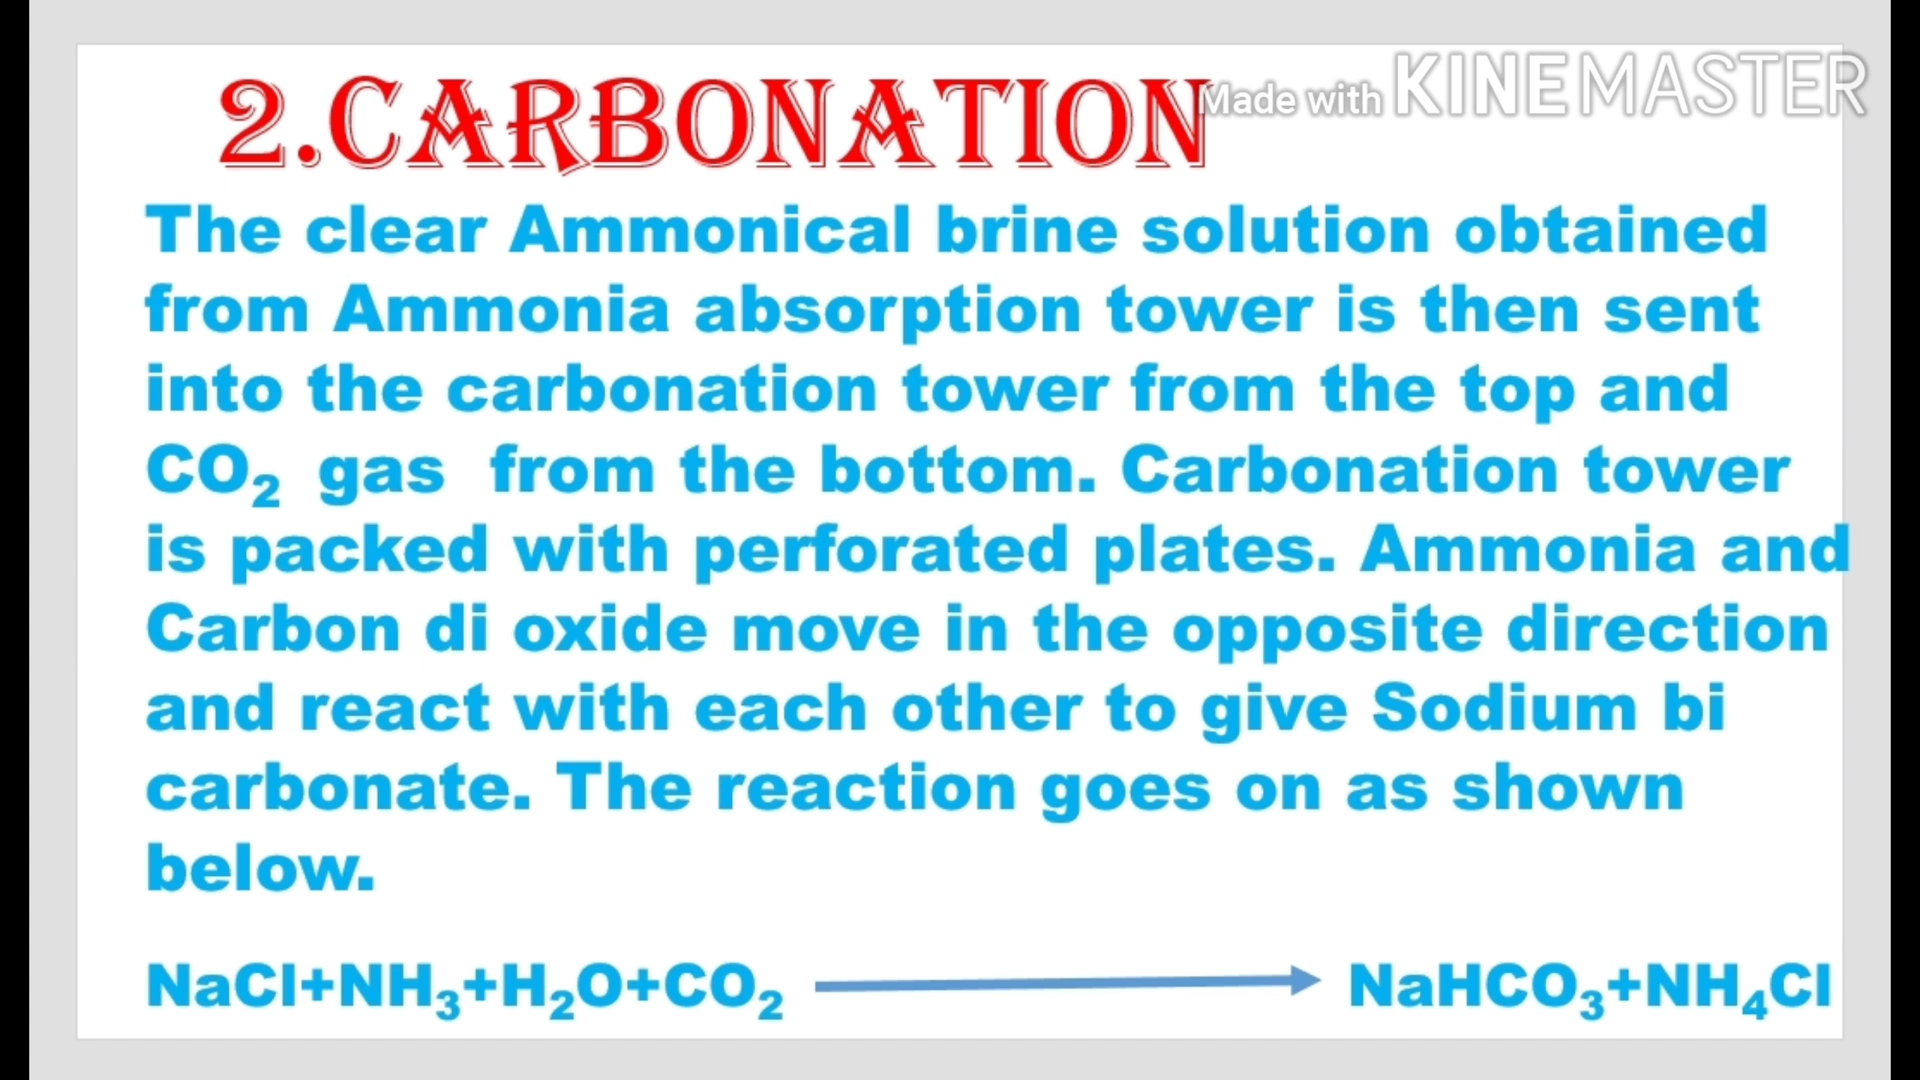 2.CARBONATION
Made with KINEMASTER
The clear Ammonical brine solution obtained
from Ammonia absorption tower is then sent
into the carbonation tower from the top and
CO₂ gas from the bottom. Carbonation tower
is packed with perforated plates. Ammonia and
Carbon di oxide move in the opposite direction
and react with each other to give Sodium bi
carbonate. The reaction goes on as shown
below.
NaCl+NH₃+H₂O+CO₂ → NaHCO₃+NH₄Cl